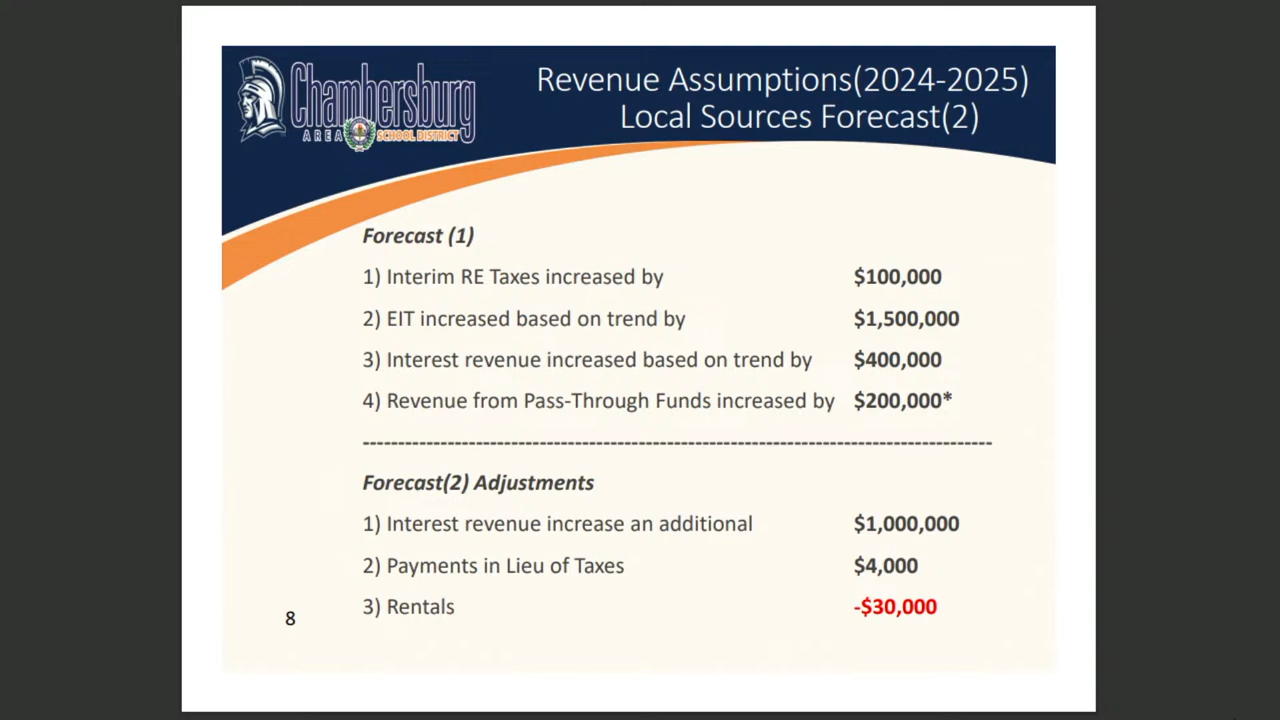 Chambersburg
AREA SCHOOL DISTRICT
Revenue Assumptions(2024-2025)
Local Sources Forecast(2)
Forecast (1)
1) Interim RE Taxes increased by $100,000
2) EIT increased based on trend by $1,500,000
3) Interest revenue increased based on trend by $400,000
4) Revenue from Pass-Through Funds increased by $200,000*
------------------------------------------------------------------------------------------
Forecast(2) Adjustments
1) Interest revenue increase an additional $1,000,000
2) Payments in Lieu of Taxes $4,000
3) Rentals -$30,000
8